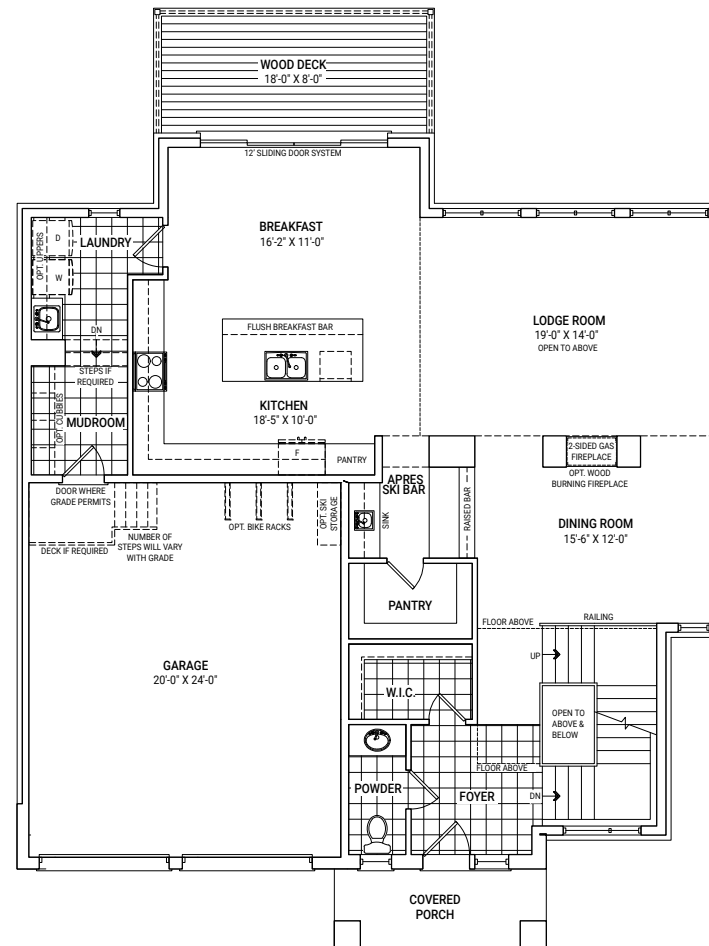 WOOD DECK
18'-0" X 8'-0"
12' SLIDING DOOR SYSTEM
BREAKFAST
16'-2" X 11'-0"
LAUNDRY
OPT. UPPERS
D
W
DN
STEPS IF
REQUIRED
OPT. CUBBIES
MUDROOM
FLUSH BREAKFAST BAR
KITCHEN
18'-5" X 10'-0"
F
PANTRY
LODGE ROOM
19'-0" X 14'-0"
OPEN TO ABOVE
2-SIDED GAS
FIREPLACE
OPT. WOOD
BURNING FIREPLACE
APRES
SKI BAR
SINK
RAISED BAR
DINING ROOM
15'-6" X 12'-0"
DOOR WHERE
GRADE PERMITS
DECK IF REQUIRED
NUMBER OF
STEPS WILL VARY
WITH GRADE
OPT. BIKE RACKS
OPT. SKI
STORAGE
PANTRY
FLOOR ABOVE
RAILING
UP
GARAGE
20'-0" X 24'-0"
W.I.C.
OPEN TO
ABOVE &
BELOW
FLOOR ABOVE
POWDER
FOYER
DN
COVERED
PORCH